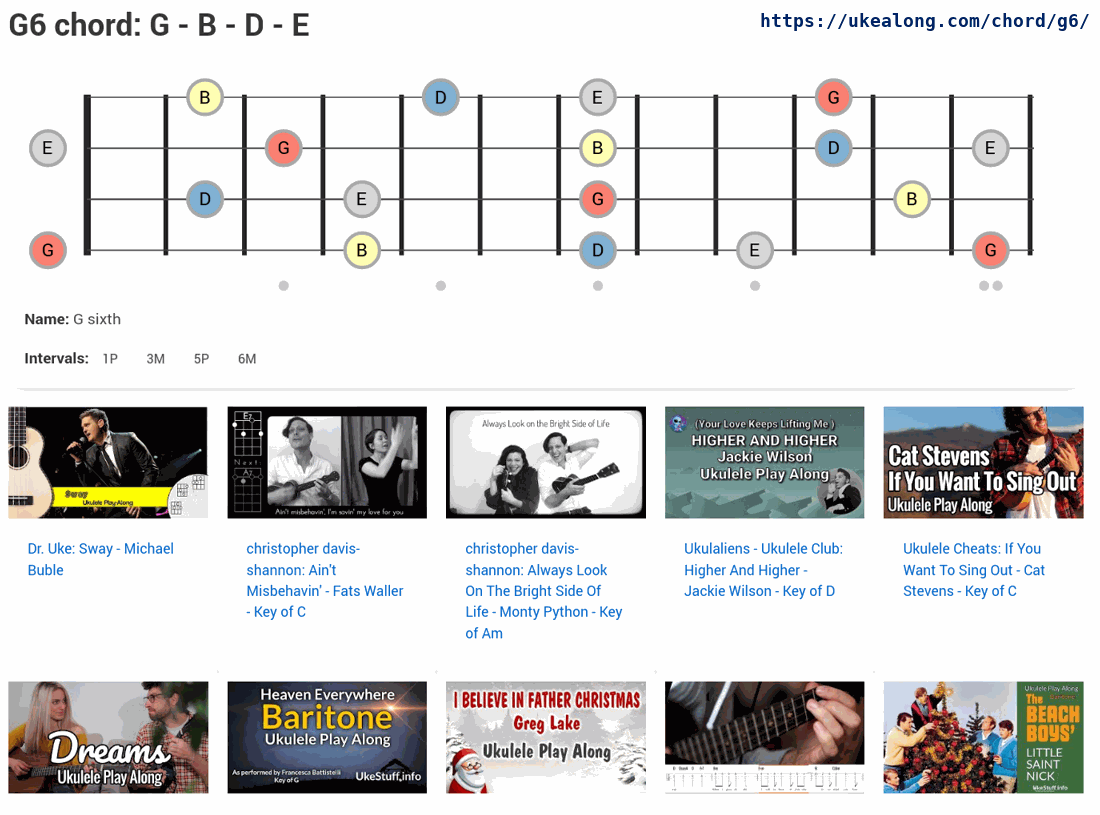 G6 chord: G - B - D - E
https://ukealong.com/chord/g6/
B D E G
E G B D E
D E G B
G B D E G
Name: G sixth
Intervals: 1P 3M 5P 6M
Sway
Ukulele Play-Along
E7
Next
A7
Ain't misbehavin', I'm savin' my love for you
Always Look on the Bright Side of Life
(Your Love Keeps Lifting Me )
HIGHER AND HIGHER
Jackie Wilson
Ukulele Play Along
Cat Stevens
If You Want To Sing Out
Ukulele Play Along
Dr. Uke: Sway - Michael
Buble
christopher davis-
shannon: Ain't
Misbehavin' - Fats Waller
- Key of C
christopher davis-
shannon: Always Look
On The Bright Side Of
Life - Monty Python - Key
of Am
Ukulaliens - Ukulele Club:
Higher And Higher -
Jackie Wilson - Key of D
Ukulele Cheats: If You
Want To Sing Out - Cat
Stevens - Key of C
Dreams
Ukulele Play Along
Heaven Everywhere
Baritone
Ukulele Play Along
As performed by Francesca Battistelli
Key of G
UkeStuff.info
I BELIEVE IN FATHER CHRISTMAS
Greg Lake
Ukulele Play Along
Ukulele Play Along
The
BEACH
BOYS'
LITTLE
SAINT
NICK
UkeStuff.info